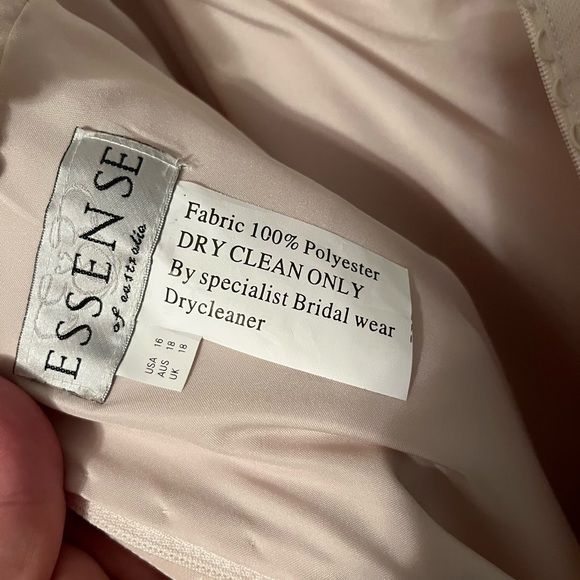 ESSENSE
of australia
Fabric 100% Polyester
DRY CLEAN ONLY
By specialist Bridal wear
Drycleaner
USA 16
AUS 18
UK 18